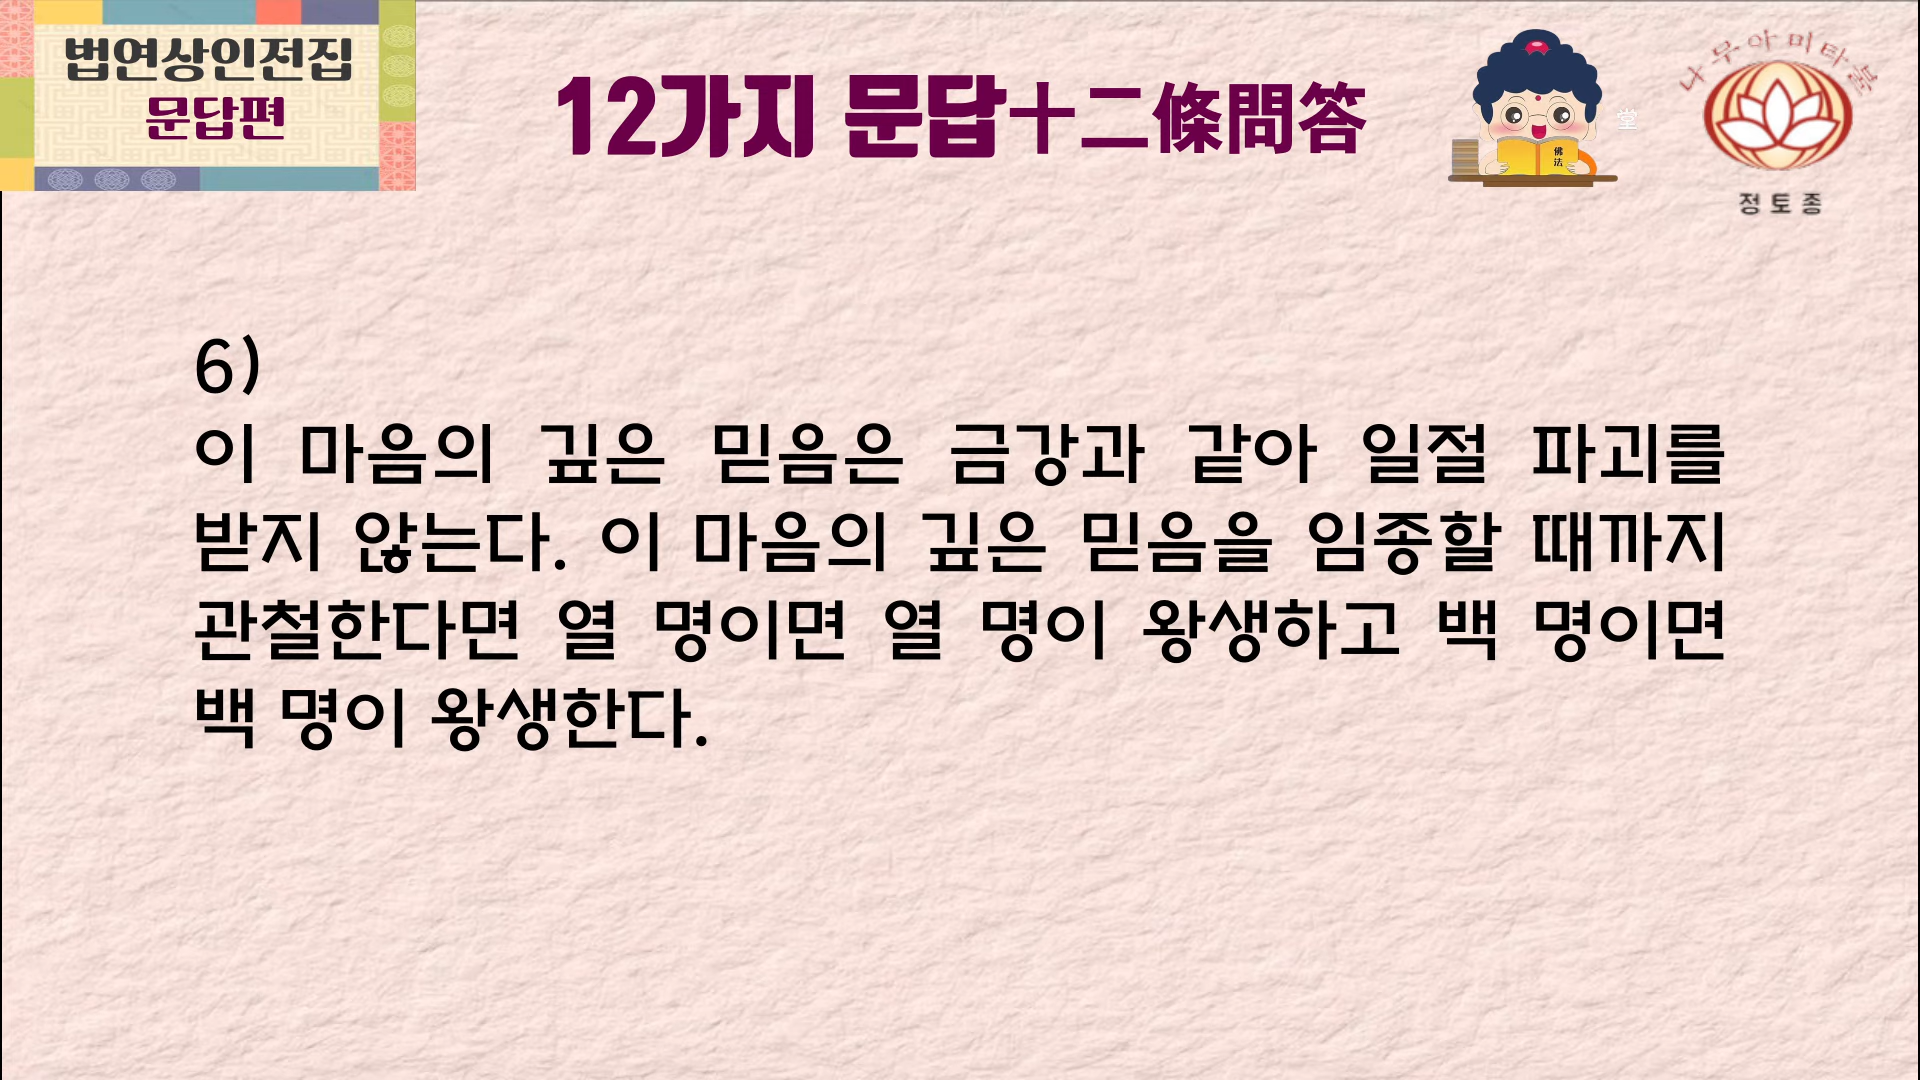 법연상인전집
문답편
12가지 문답十二條問答
佛
法
堂
나무아미타불
정토종
6)
이 마음의 깊은 믿음은 금강과 같아 일절 파괴를
받지 않는다. 이 마음의 깊은 믿음을 임종할 때까지
관철한다면 열 명이면 열 명이 왕생하고 백 명이면
백 명이 왕생한다.